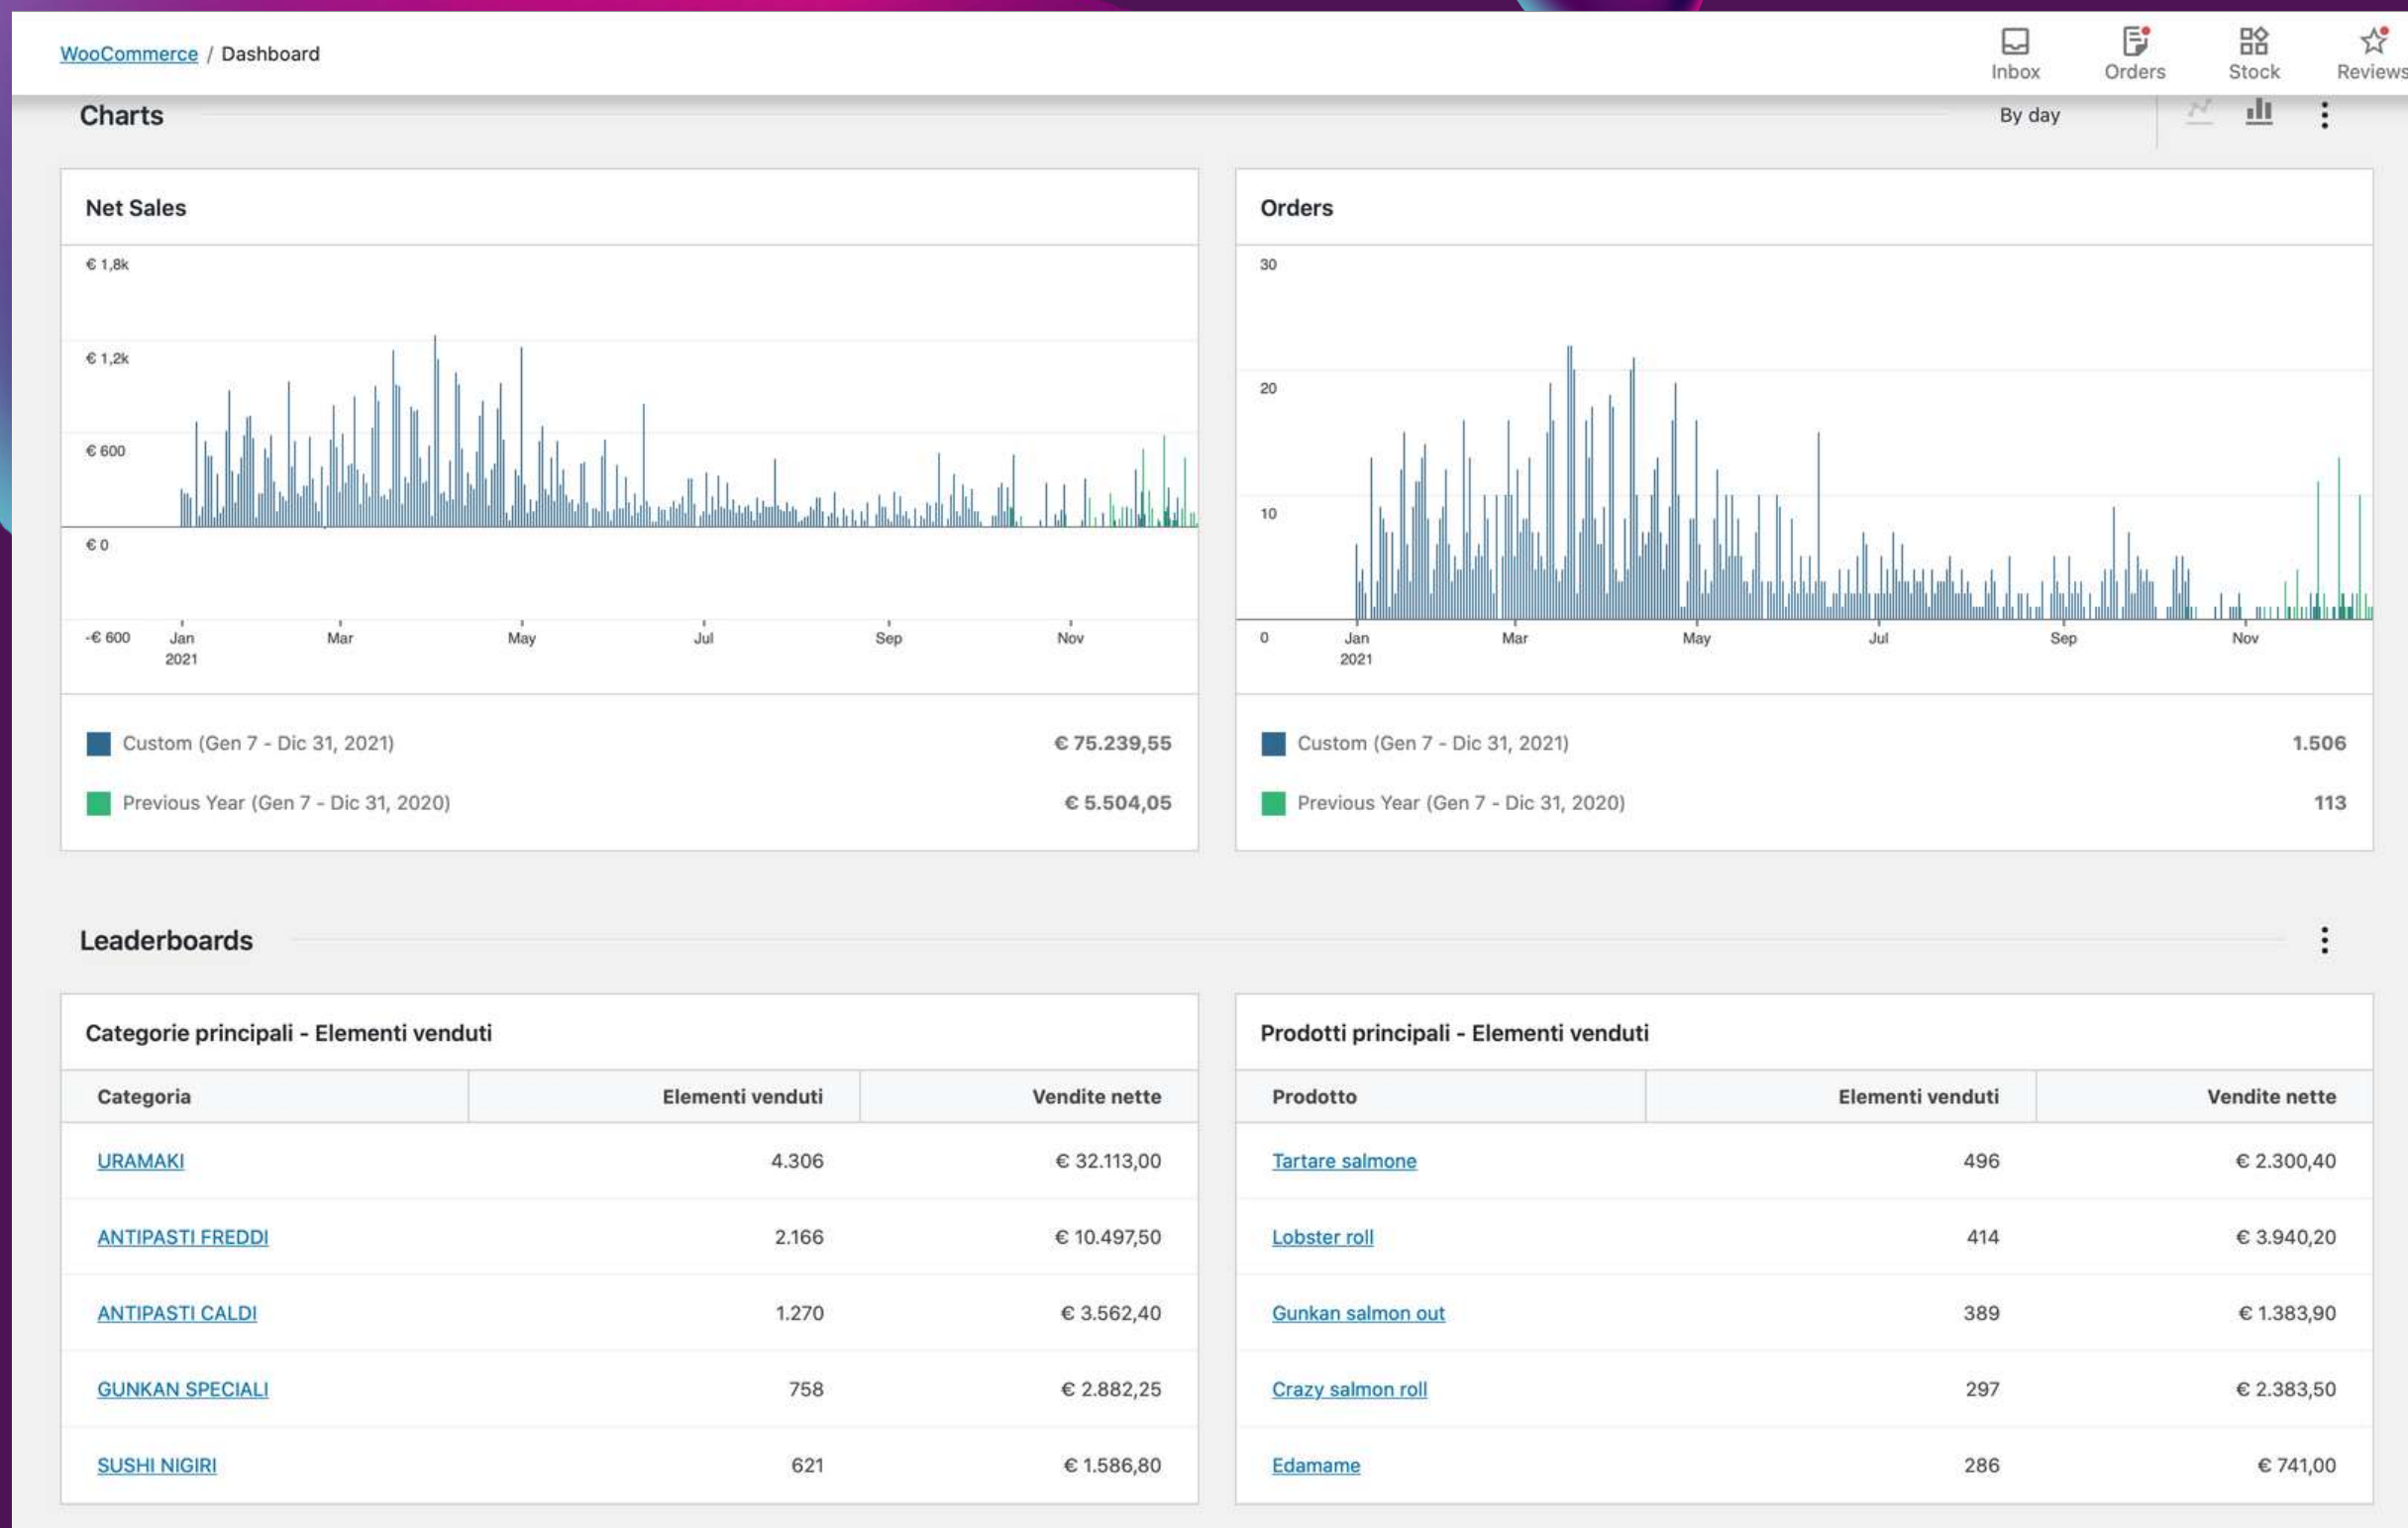 WooCommerce / Dashboard
Inbox
Orders
Stock
Reviews
Charts
By day
Net Sales
€ 1,8k
€ 1,2k
€ 600
€ 0
-€ 600
Jan
Mar
May
Jul
Sep
Nov
2021
Custom (Gen 7 - Dic 31, 2021) € 75.239,55
Previous Year (Gen 7 - Dic 31, 2020) € 5.504,05
Orders
30
20
10
0
Jan
Mar
May
Jul
Sep
Nov
2021
Custom (Gen 7 - Dic 31, 2021) 1.506
Previous Year (Gen 7 - Dic 31, 2020) 113
Leaderboards
Categorie principali - Elementi venduti
Categoria Elementi venduti Vendite nette
URAMAKI 4.306 € 32.113,00
ANTIPASTI FREDDI 2.166 € 10.497,50
ANTIPASTI CALDI 1.270 € 3.562,40
GUNKAN SPECIALI 758 € 2.882,25
SUSHI NIGIRI 621 € 1.586,80
Prodotti principali - Elementi venduti
Prodotto Elementi venduti Vendite nette
Tartare salmone 496 € 2.300,40
Lobster roll 414 € 3.940,20
Gunkan salmon out 389 € 1.383,90
Crazy salmon roll 297 € 2.383,50
Edamame 286 € 741,00